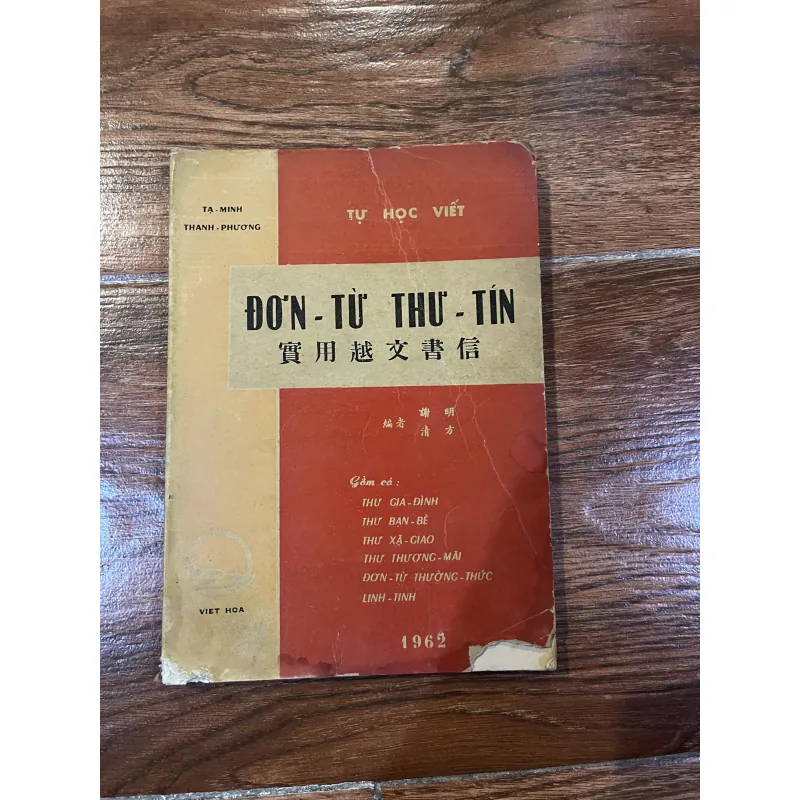 TẠ - MINH
THANH - PHƯƠNG
TỰ HỌC VIẾT
ĐƠN - TỪ THƯ - TÍN
實用越文書信
編者 謝明
清方
Gồm cả :
THƯ GIA - ĐÌNH
THƯ BẠN - BÈ
THƯ XÃ - GIAO
THƯ THƯƠNG - MÃI
ĐƠN - TỪ THƯỜNG - THỨC
LINH - TINH
VIET HOA
1962